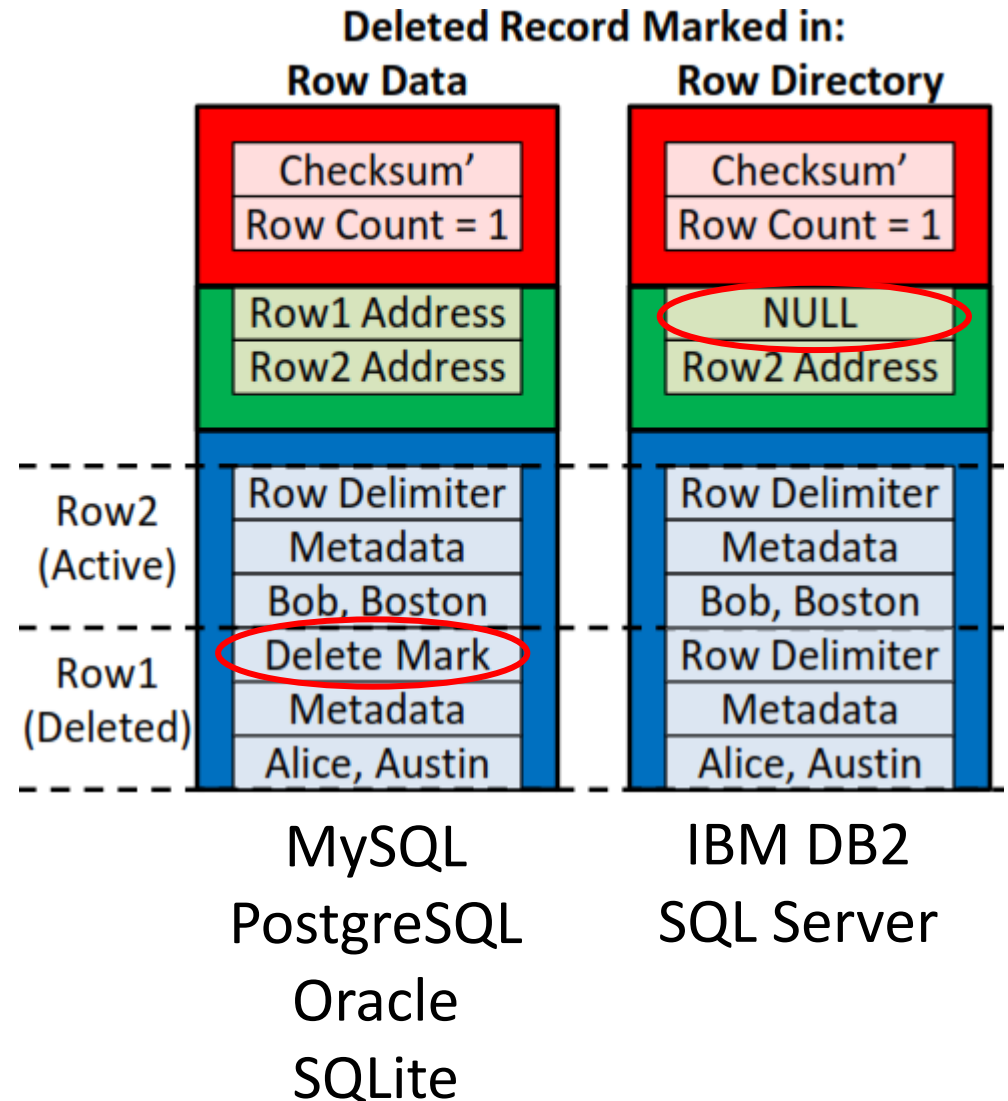 Deleted Record Marked in:
Row Data
Row Directory
Checksum’
Row Count = 1
Row1 Address
Row2 Address
Checksum’
Row Count = 1
NULL
Row2 Address
Row2
(Active)
Row1
(Deleted)
Row Delimiter
Metadata
Bob, Boston
Delete Mark
Metadata
Alice, Austin
Row Delimiter
Metadata
Bob, Boston
Row Delimiter
Metadata
Alice, Austin
MySQL
PostgreSQL
Oracle
SQLite
IBM DB2
SQL Server